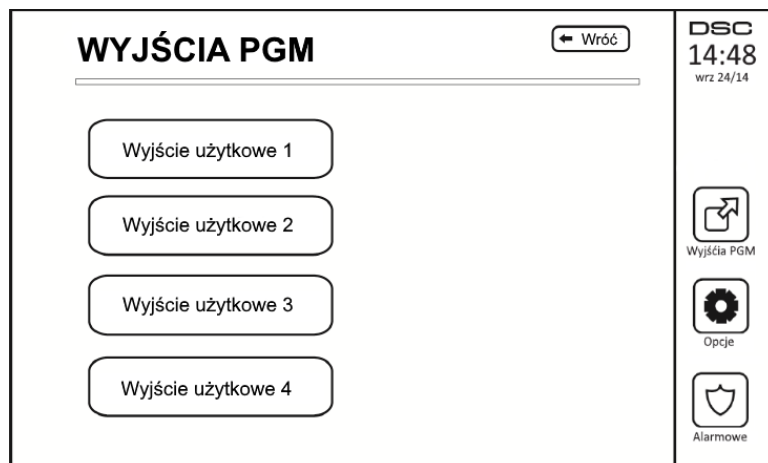 WYJŚCIA PGM
Wróć
Wyjście użytkowe 1
Wyjście użytkowe 2
Wyjście użytkowe 3
Wyjście użytkowe 4
DSC
14:48
wrz 24/14
Wyjśćia PGM
Opcje
Alarmowe